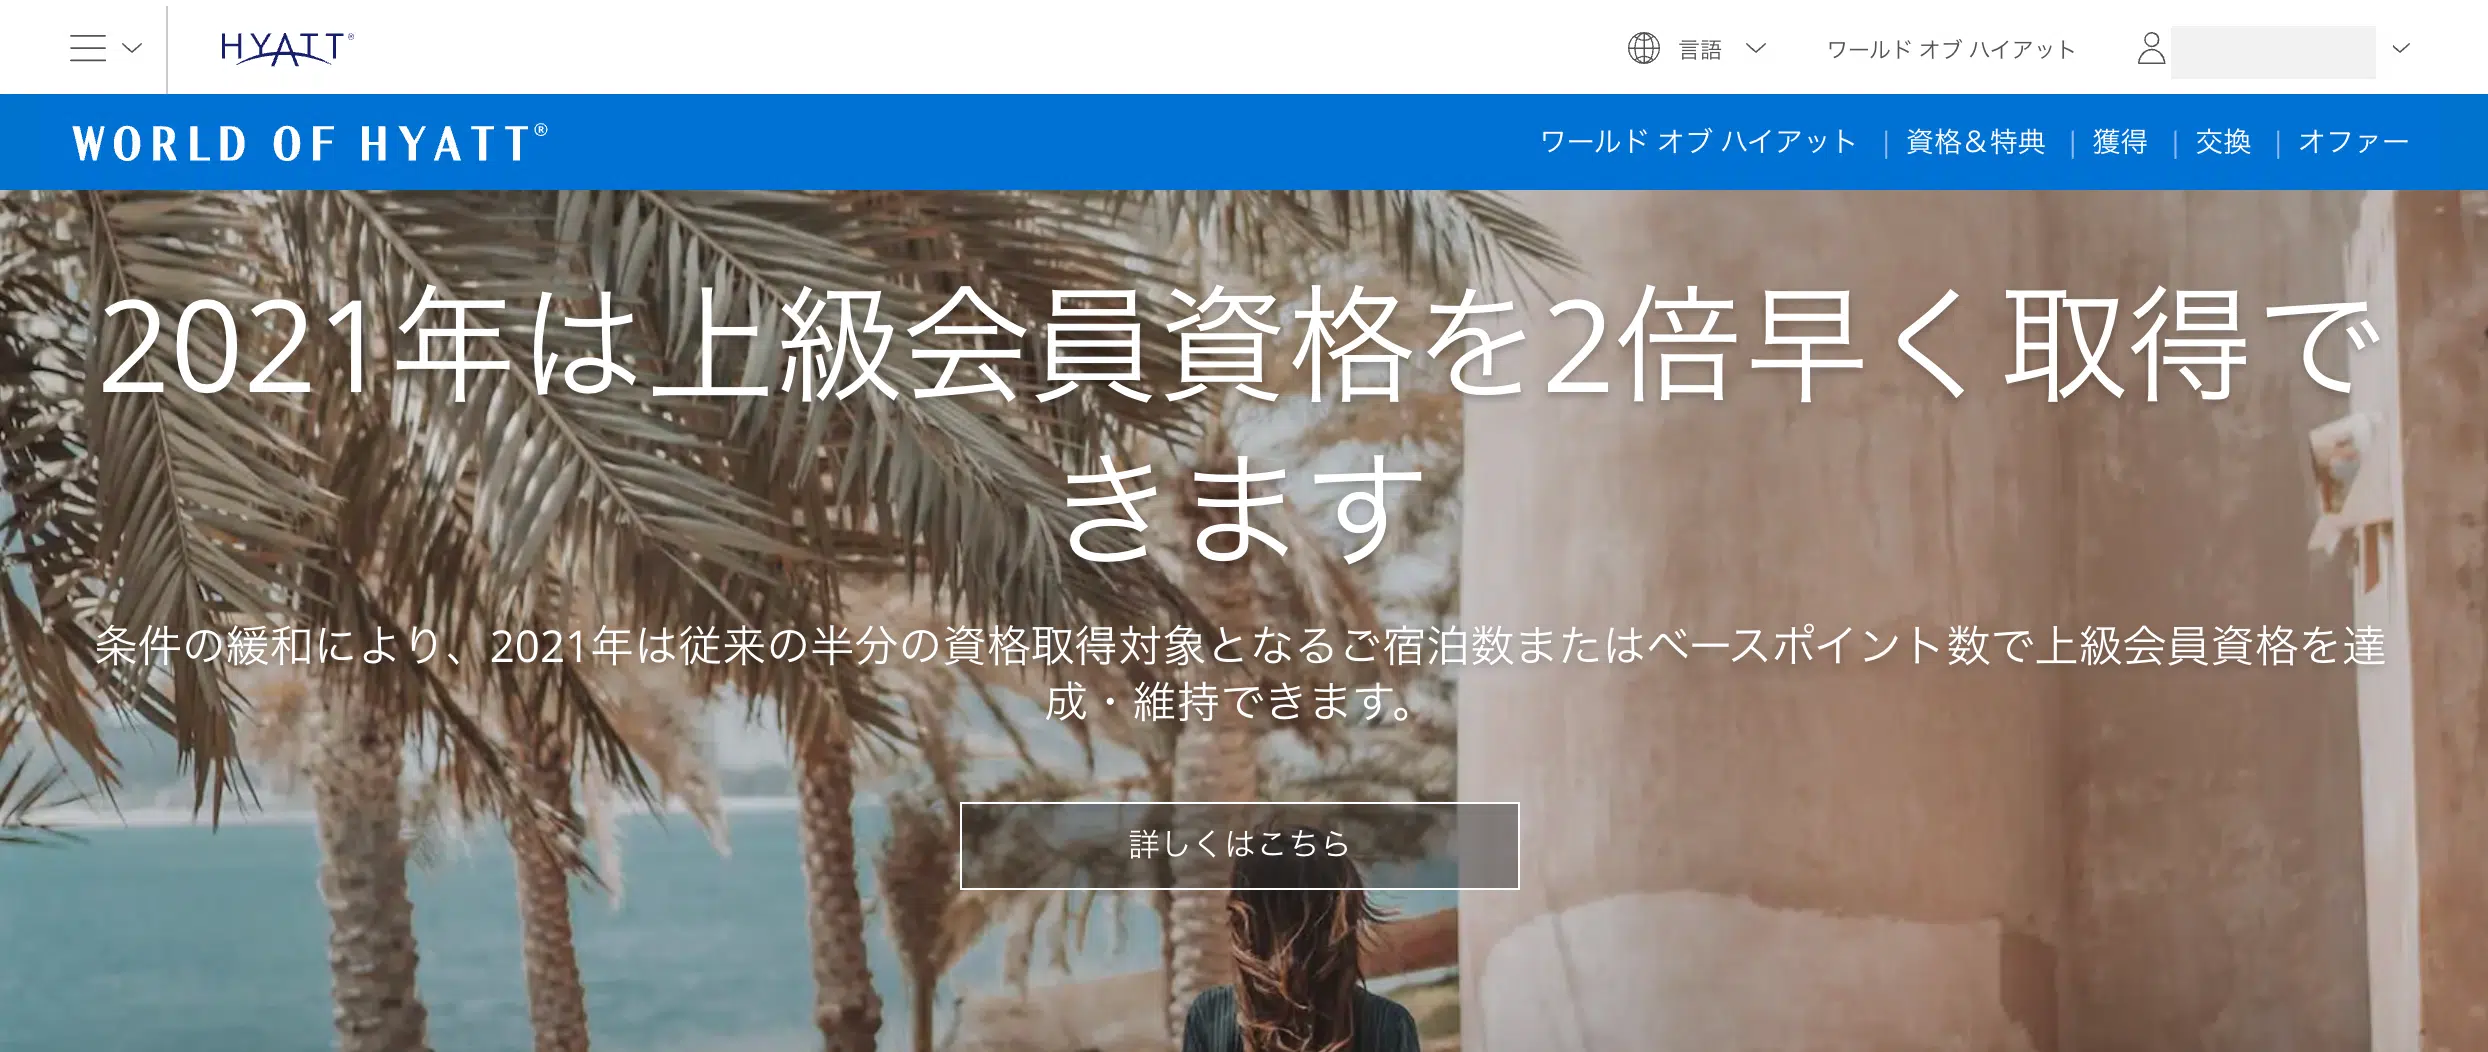 HYATT®
言語
ワールド オブ ハイアット
WORLD OF HYATT®
ワールド オブ ハイアット | 資格&特典 | 獲得 | 交換 | オファー
2021年は上級会員資格を2倍早く取得で
きます
条件の緩和により、2021年は従来の半分の資格取得対象となるご宿泊数またはベースポイント数で上級会員資格を達
成・維持できます。
詳しくはこちら